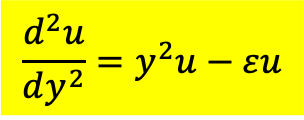 d²u/dy² = y²u − εu